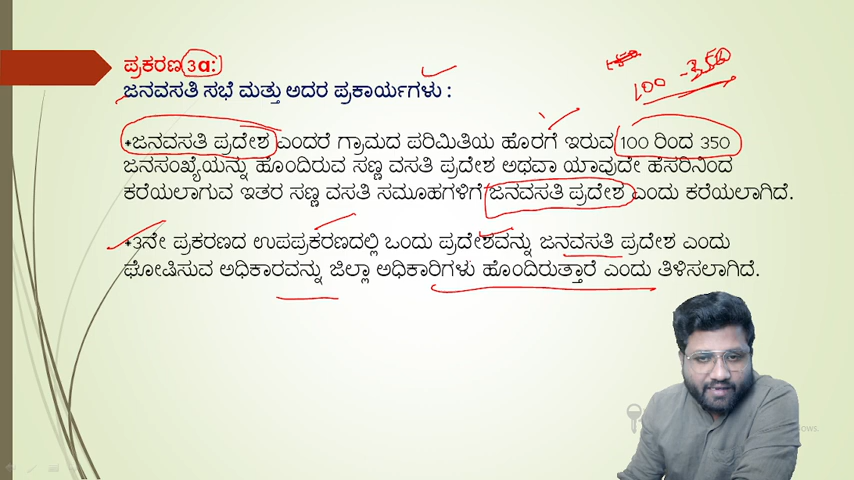 ಪ್ರಕರಣ 3a:
100 - 350
ಜನವಸತಿ ಸಭೆ ಮತ್ತು ಅದರ ಪ್ರಕಾರ್ಯಗಳು :
+ಜನವಸತಿ ಪ್ರದೇಶ ಎಂದರೆ ಗ್ರಾಮದ ಪರಿಮಿತಿಯ ಹೊರಗೆ ಇರುವ 100 ರಿಂದ 350
ಜನಸಂಖ್ಯೆಯನ್ನು ಹೊಂದಿರುವ ಸಣ್ಣ ವಸತಿ ಪ್ರದೇಶ ಅಥವಾ ಯಾವುದೇ ಹೆಸರಿನಿಂದ
ಕರೆಯಲಾಗುವ ಇತರ ಸಣ್ಣ ವಸತಿ ಸಮೂಹಗಳಿಗೆ ಜನವಸತಿ ಪ್ರದೇಶ ಎಂದು ಕರೆಯಲಾಗಿದೆ.
+3ನೇ ಪ್ರಕರಣದ ಉಪಪ್ರಕರಣದಲ್ಲಿ ಒಂದು ಪ್ರದೇಶವನ್ನು ಜನವಸತಿ ಪ್ರದೇಶ ಎಂದು
ಘೋಷಿಸುವ ಅಧಿಕಾರವನ್ನು ಜಿಲ್ಲಾ ಅಧಿಕಾರಿಗಳು ಹೊಂದಿರುತ್ತಾರೆ ಎಂದು ತಿಳಿಸಲಾಗಿದೆ.